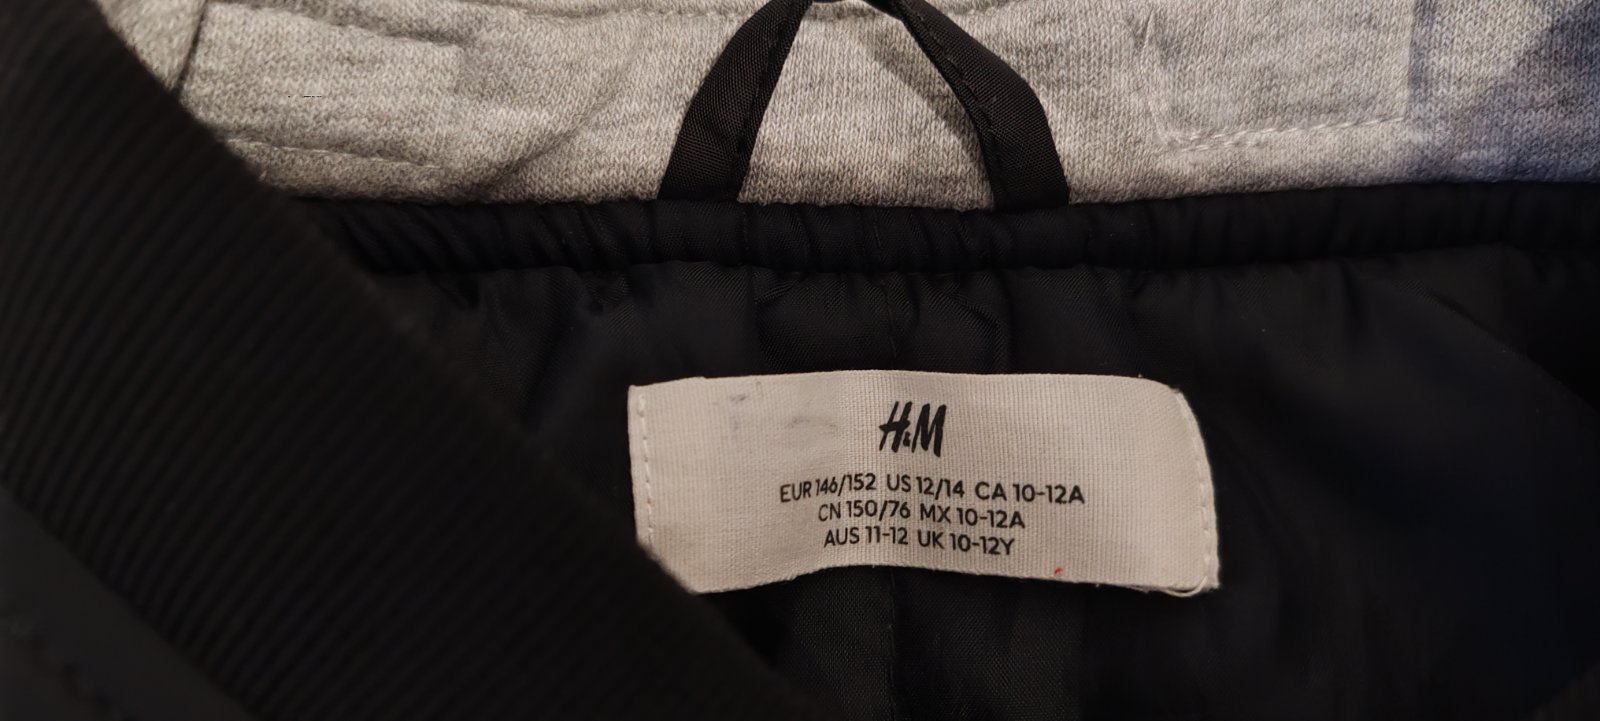 H&M
EUR 146/152 US 12/14 CA 10-12A
CN 150/76 MX 10-12A
AUS 11-12 UK 10-12Y